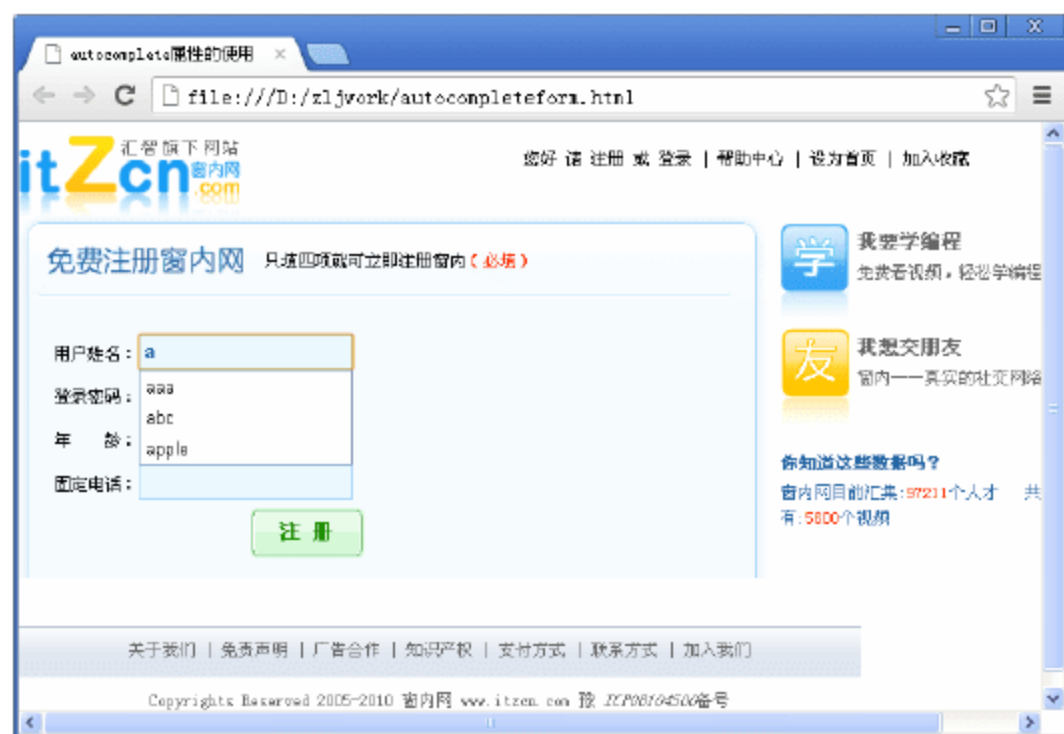 autocomplete属性的使用
file:///D:/zljwork/autocompleteform.html
itZcn 汇智旗下网站
窗内网
.com
您好 请 注册 或 登录 | 帮助中心 | 设为首页 | 加入收藏
免费注册窗内网 只填四项就可立即注册窗内(必填)
用户姓名: a
登录密码: aaa
abc
年 龄: apple
固定电话:
注 册
学 我要学编程
免费看视频,轻松学编程
友 我想交朋友
窗内——真实的社交网络
你知道这些数据吗?
窗内网目前汇集:97211个人才 共
有:5800个视频
关于我们 | 免责声明 | 广告合作 | 知识产权 | 支付方式 | 联系方式 | 加入我们
Copyrights Reserved 2005-2010 窗内网 www.itzcn.com 豫 ICP08104500备号